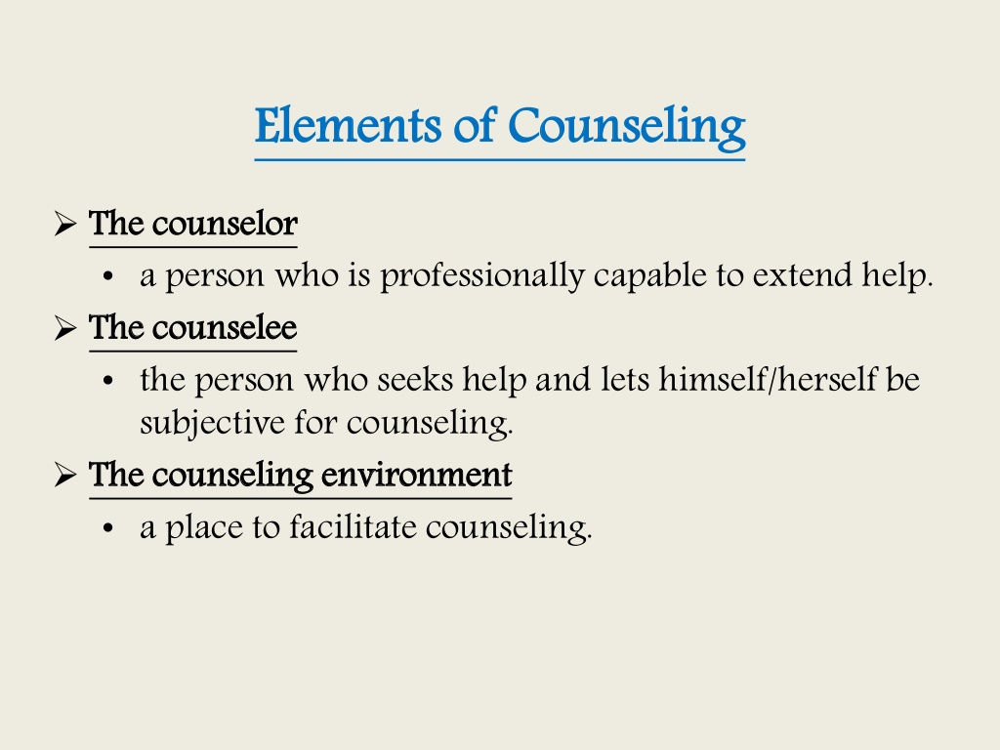 Elements of Counseling
➢ The counselor
• a person who is professionally capable to extend help.
➢ The counselee
• the person who seeks help and lets himself/herself be
subjective for counseling.
➢ The counseling environment
• a place to facilitate counseling.